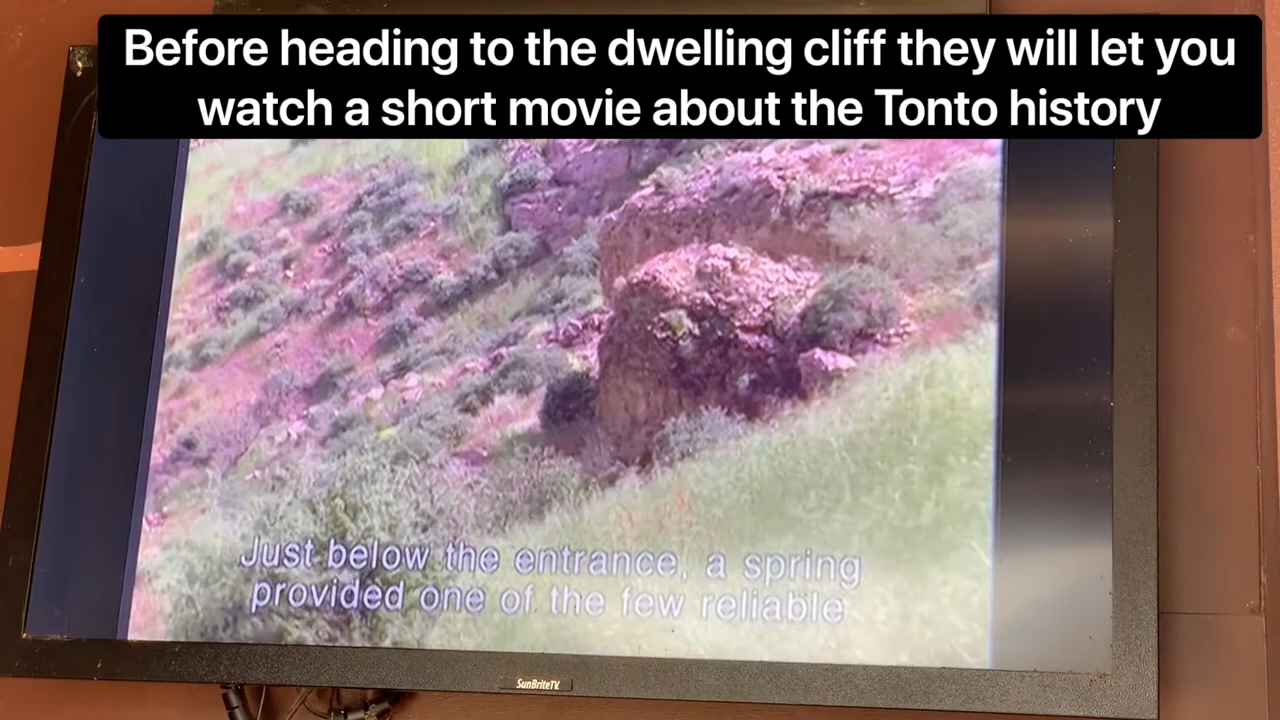 Before heading to the dwelling cliff they will let you
watch a short movie about the Tonto history
Just below the entrance, a spring
provided one of the few reliable
SunBriteTV.